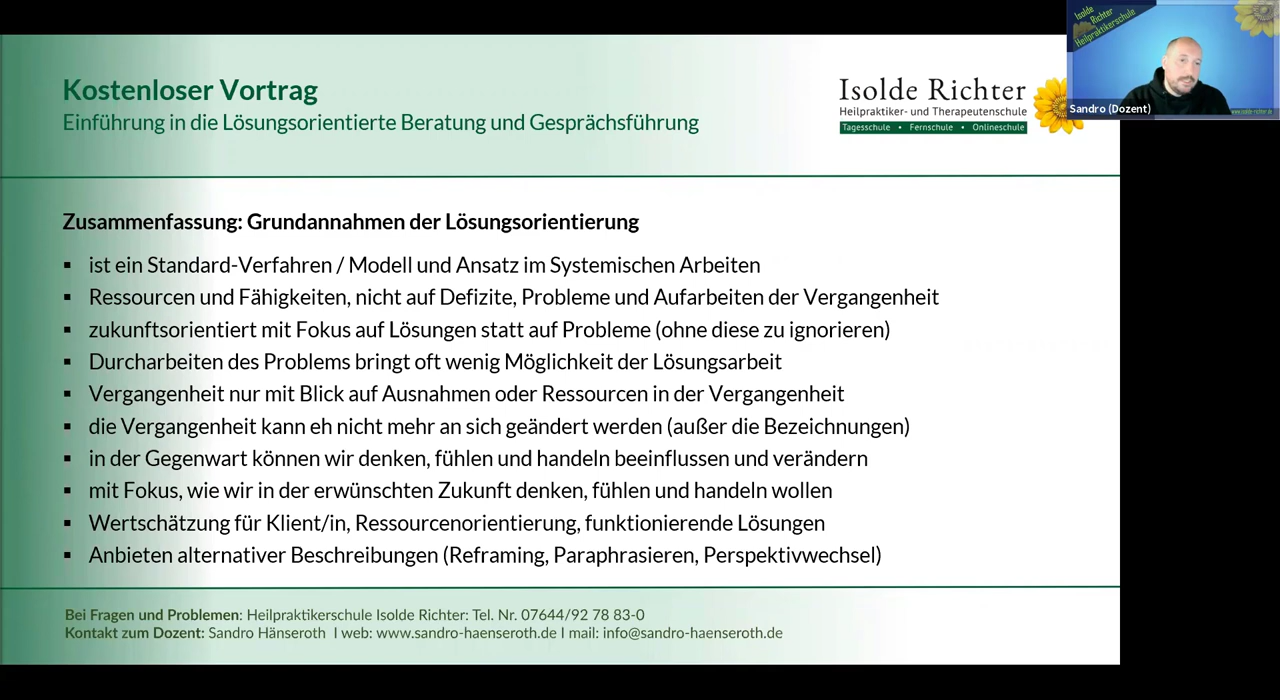 Kostenloser Vortrag
Einführung in die Lösungsorientierte Beratung und Gesprächsführung
Isolde Richter
Heilpraktiker- und Therapeutenschule
Tagesschule • Fernschule • Onlineschule
Isolde
Richter
Heilpraktikerschule
Sandro (Dozent)
www.isolde-richter.de
Zusammenfassung: Grundannahmen der Lösungsorientierung
▪ ist ein Standard-Verfahren / Modell und Ansatz im Systemischen Arbeiten
▪ Ressourcen und Fähigkeiten, nicht auf Defizite, Probleme und Aufarbeiten der Vergangenheit
▪ zukunftsorientiert mit Fokus auf Lösungen statt auf Probleme (ohne diese zu ignorieren)
▪ Durcharbeiten des Problems bringt oft wenig Möglichkeit der Lösungsarbeit
▪ Vergangenheit nur mit Blick auf Ausnahmen oder Ressourcen in der Vergangenheit
▪ die Vergangenheit kann eh nicht mehr an sich geändert werden (außer die Bezeichnungen)
▪ in der Gegenwart können wir denken, fühlen und handeln beeinflussen und verändern
▪ mit Fokus, wie wir in der erwünschten Zukunft denken, fühlen und handeln wollen
▪ Wertschätzung für Klient/in, Ressourcenorientierung, funktionierende Lösungen
▪ Anbieten alternativer Beschreibungen (Reframing, Paraphrasieren, Perspektivwechsel)
Bei Fragen und Problemen: Heilpraktikerschule Isolde Richter: Tel. Nr. 07644/92 78 83-0
Kontakt zum Dozent: Sandro Hänseroth I web: www.sandro-haenseroth.de I mail: info@sandro-haenseroth.de